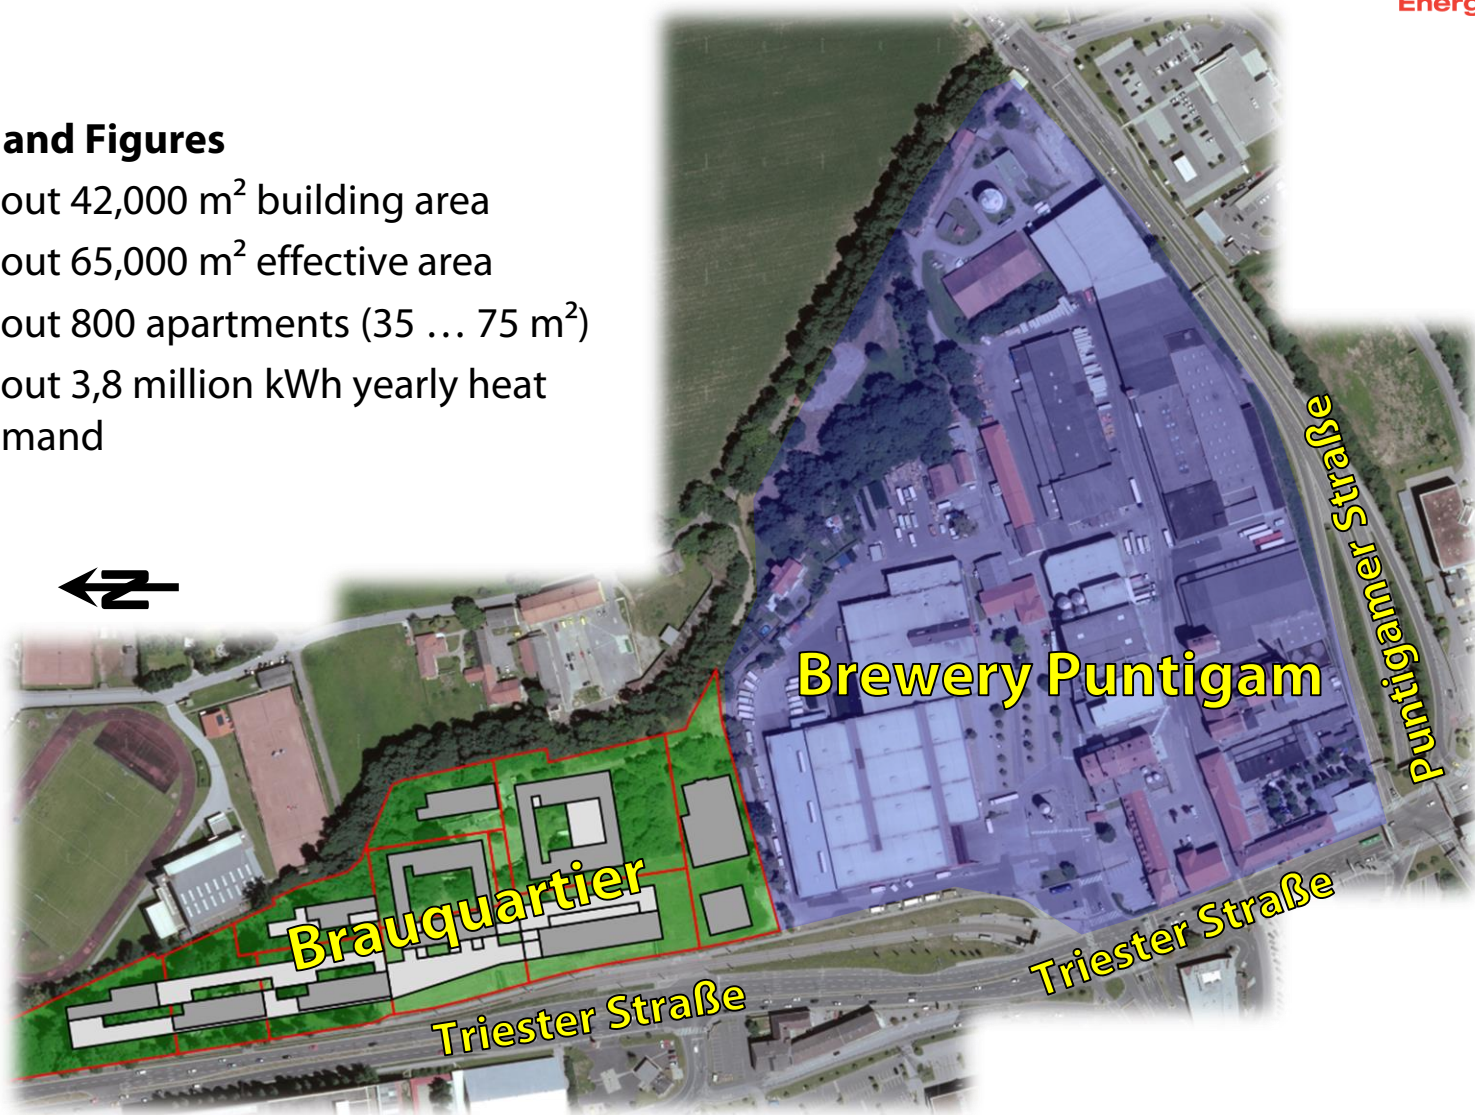 Energ
and Figures
out 42,000 m² building area
out 65,000 m² effective area
out 800 apartments (35 … 75 m²)
out 3,8 million kWh yearly heat
mand
N
Puntigamer Straße
Brewery Puntigam
Brauquartier
Triester Straße
Triester Straße